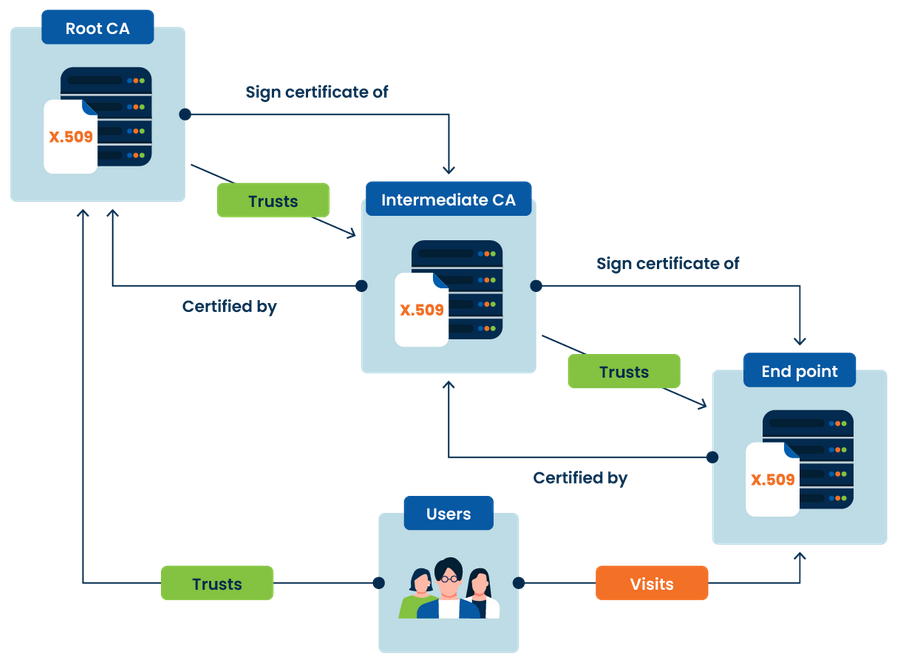 Root CA
X.509
Sign certificate of
Trusts
Intermediate CA
X.509
Certified by
Sign certificate of
Trusts
End point
X.509
Certified by
Users
Trusts
Visits